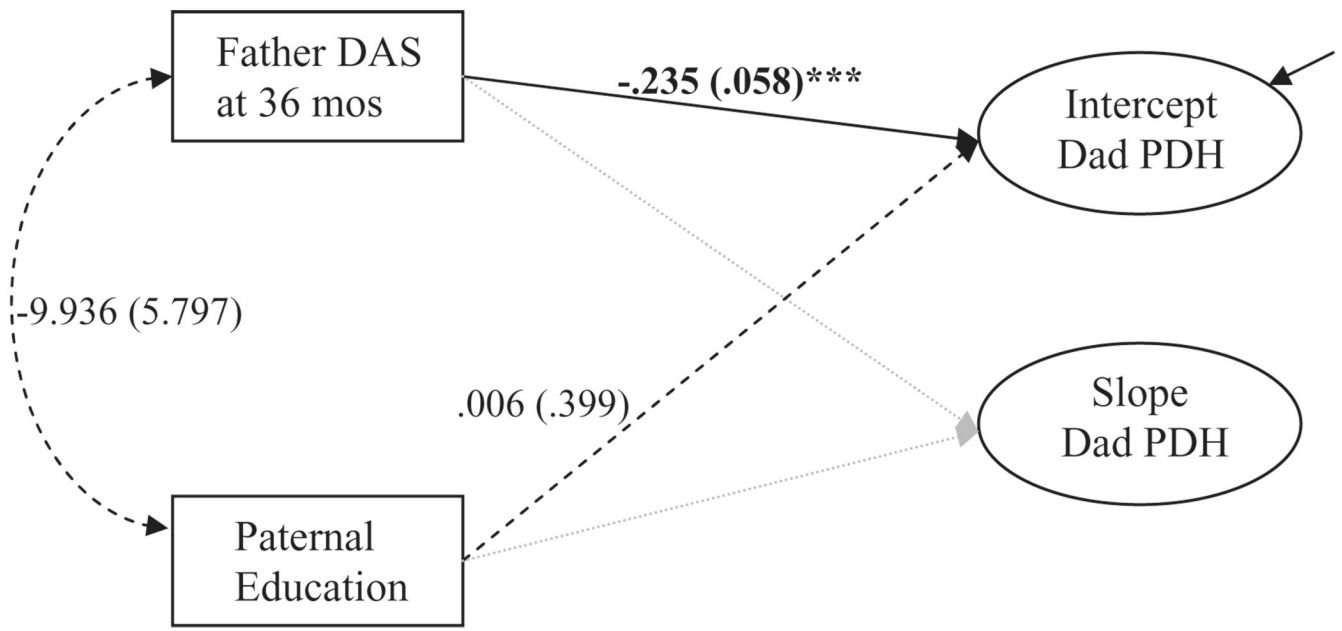 Father DAS
at 36 mos
-.235 (.058)***
Intercept
Dad PDH
-9.936 (5.797)
.006 (.399)
Slope
Dad PDH
Paternal
Education